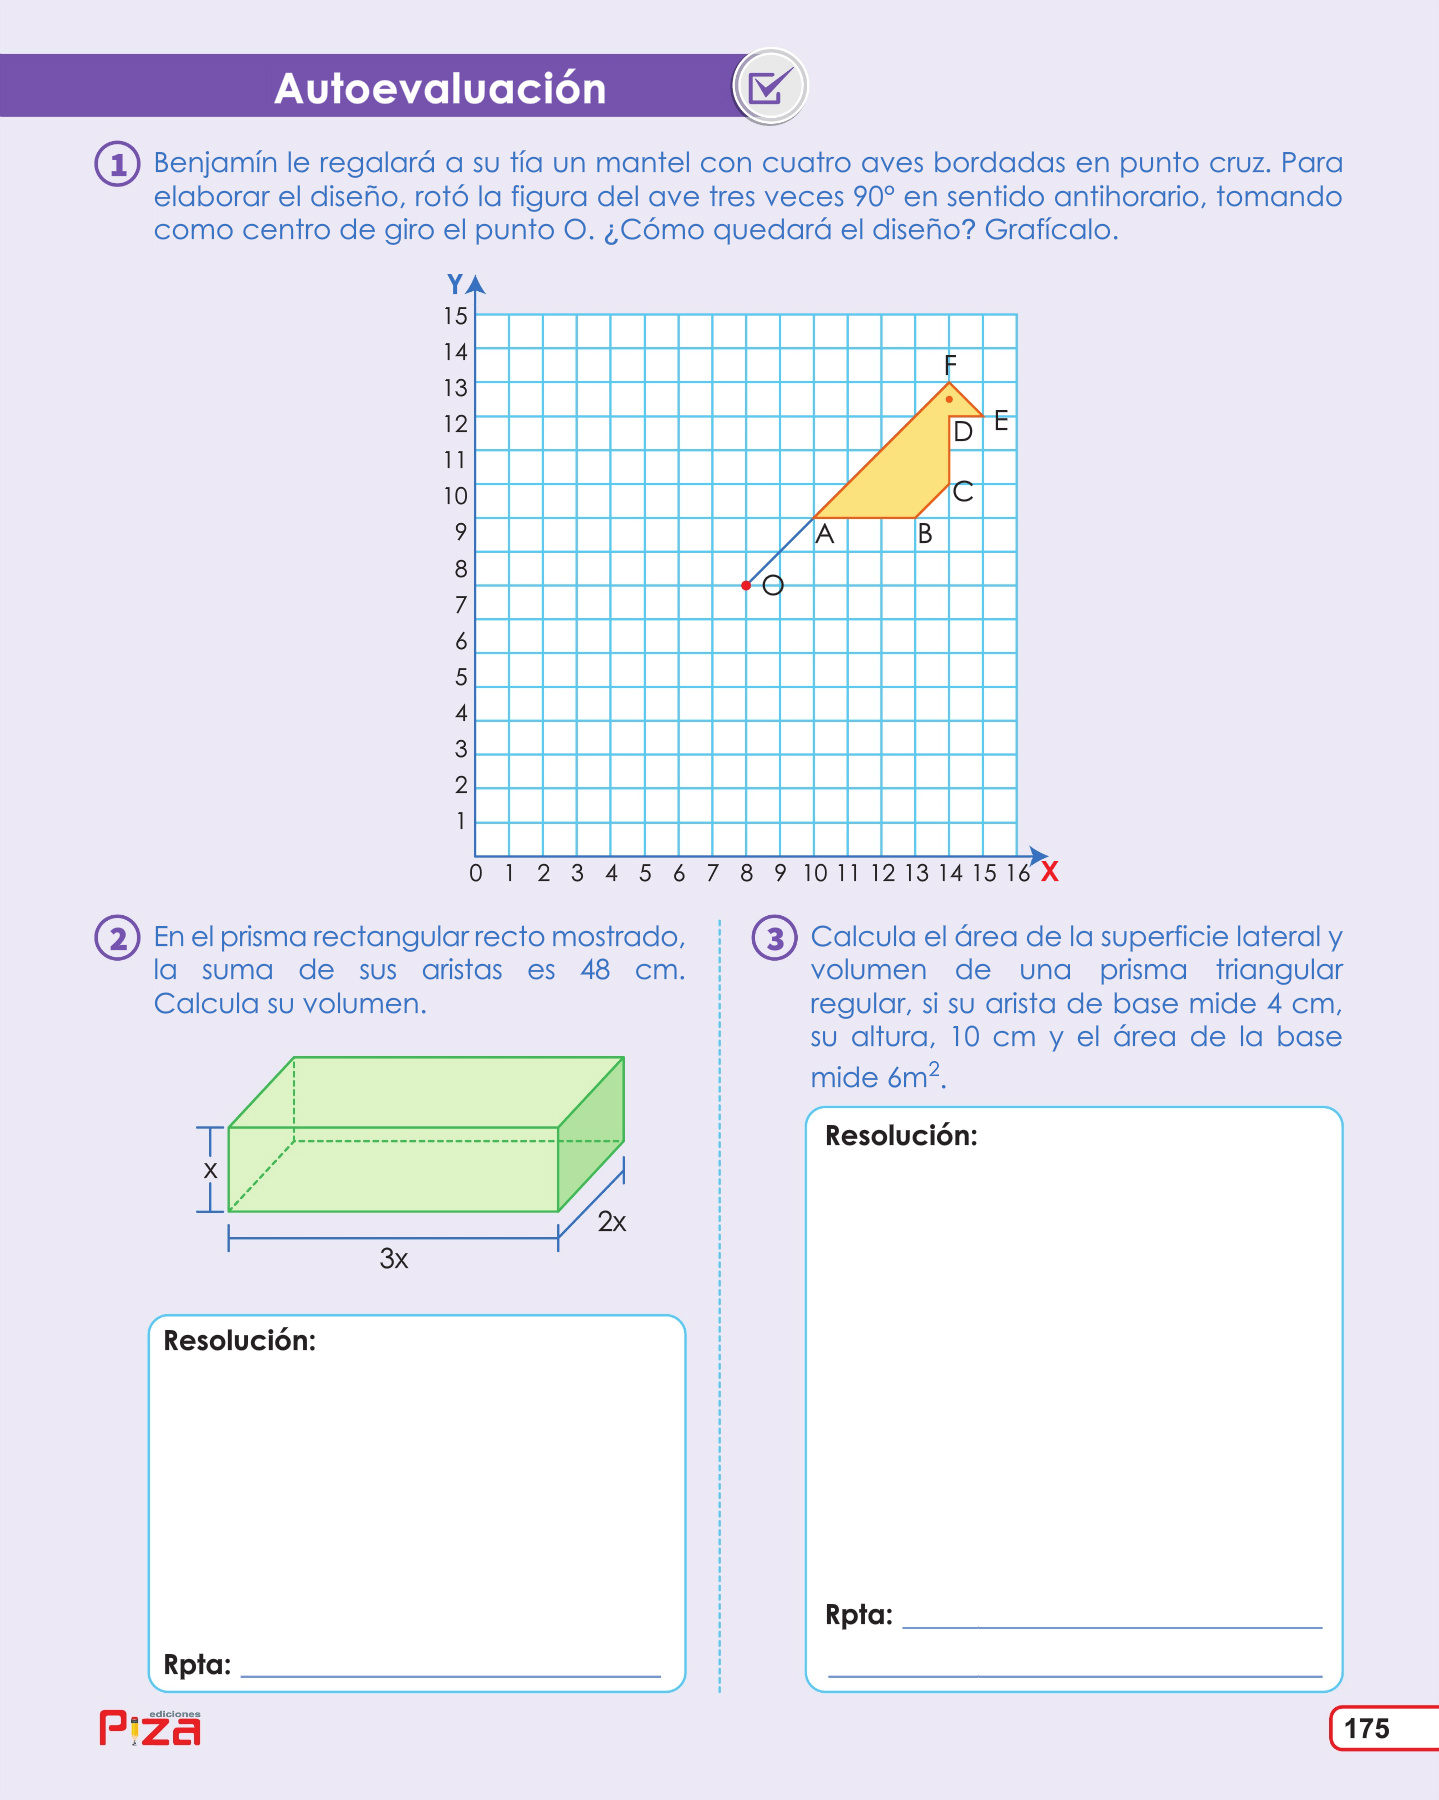 Autoevaluación
1 Benjamín le regalará a su tía un mantel con cuatro aves bordadas en punto cruz. Para
elaborar el diseño, rotó la figura del ave tres veces 90° en sentido antihorario, tomando
como centro de giro el punto O. ¿Cómo quedará el diseño? Grafícalo.
Y
15
14
13
12
11
10
9
8
7
6
5
4
3
2
1
F
E
D
C
A
B
O
0 1 2 3 4 5 6 7 8 9 10 11 12 13 14 15 16 X
2 En el prisma rectangular recto mostrado,
la suma de sus aristas es 48 cm.
Calcula su volumen.
x
2x
3x
Resolución:
Rpta:
3 Calcula el área de la superficie lateral y
volumen de una prisma triangular
regular, si su arista de base mide 4 cm,
su altura, 10 cm y el área de la base
mide 6m².
Resolución:
Rpta:
ediciones
Piza
175